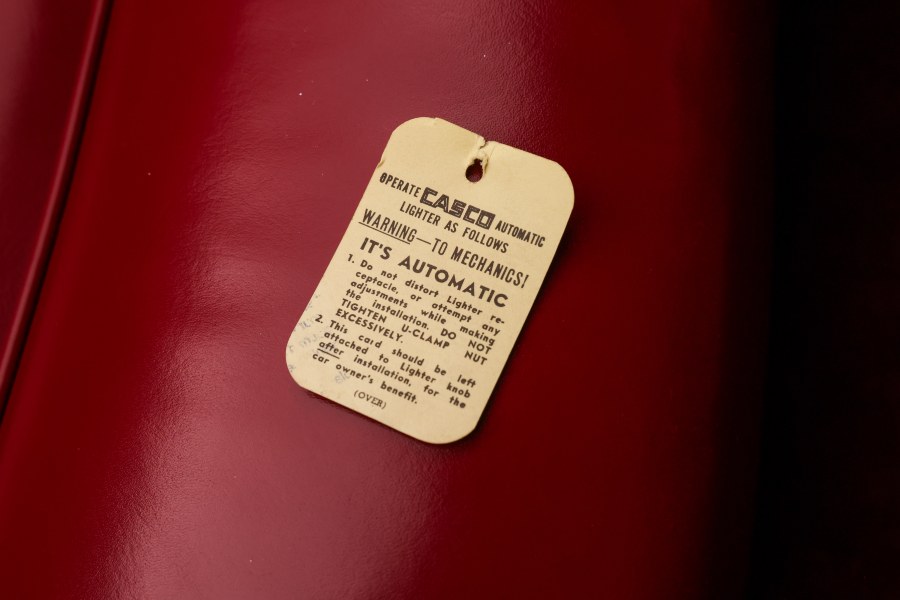 OPERATE CASCO AUTOMATIC
LIGHTER AS FOLLOWS
WARNING—TO MECHANICS!
IT'S AUTOMATIC
1. Do not distort Lighter re-
ceptacle, or attempt any
adjustments while making
the installation. DO NOT
TIGHTEN U-CLAMP NUT
EXCESSIVELY.
2. This card should be left
attached to Lighter knob
after installation, for the
car owner's benefit.
(OVER)